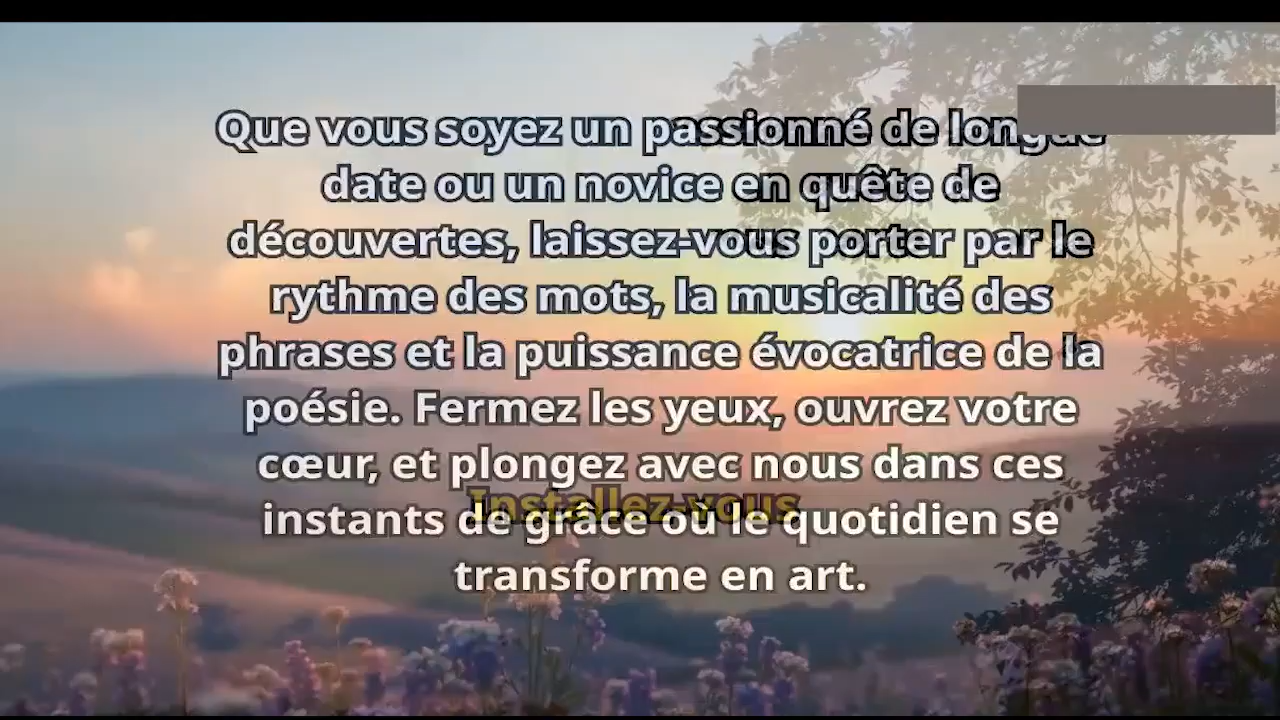 Que vous soyez un passionné de longue
date ou un novice en quête de
découvertes, laissez-vous porter par le
rythme des mots, la musicalité des
phrases et la puissance évocatrice de la
poésie. Fermez les yeux, ouvrez votre
cœur, et plongez avec nous dans ces
Installez-vous
instants de grâce où le quotidien se
transforme en art.